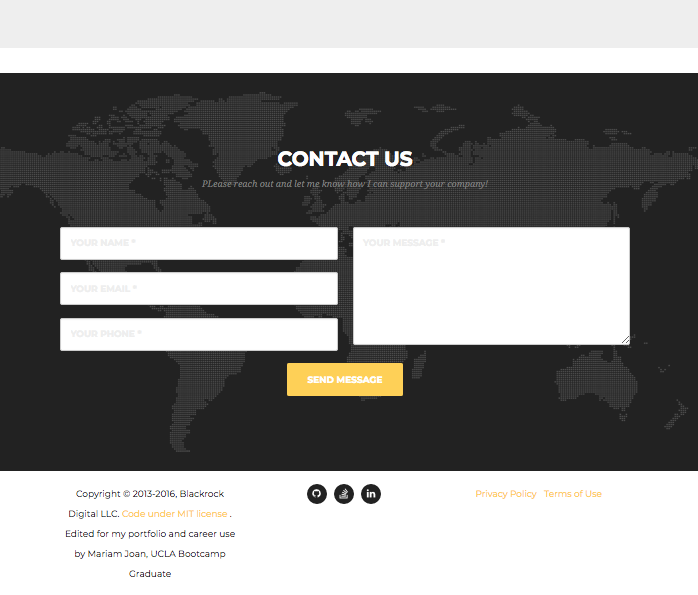 CONTACT US
PLease reach out and let me know how I can support your company!
YOUR NAME *
YOUR MESSAGE *
YOUR EMAIL *
YOUR PHONE *
SEND MESSAGE
Copyright © 2013-2016, Blackrock
Digital LLC. Code under MIT license .
Edited for my portfolio and career use
by Mariam Joan, UCLA Bootcamp
Graduate
in
Privacy Policy Terms of Use